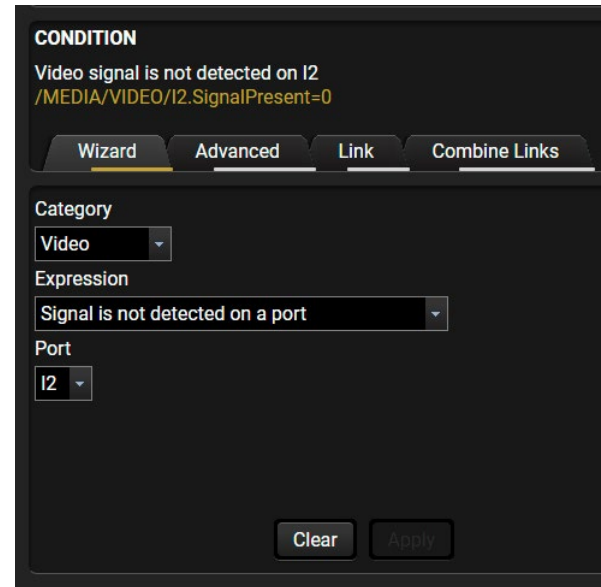 CONDITION
Video signal is not detected on I2
/MEDIA/VIDEO/I2.SignalPresent=0
Wizard Advanced Link Combine Links
Category
Video
Expression
Signal is not detected on a port
Port
I2
Clear Apply